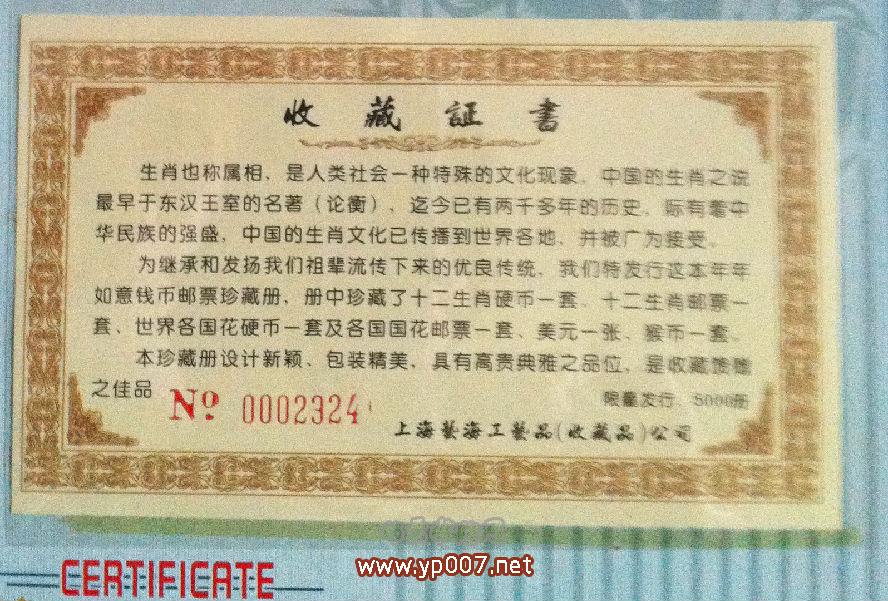 收藏証書
生肖也称属相，是人类社会一种特殊的文化现象。中国的生肖之说
最早于东汉王室的名著（论衡），迄今已有两千多年的历史。际有着中
华民族的强盛，中国的生肖文化已传播到世界各地，并被广为接受。
为继承和发扬我们祖辈流传下来的优良传统，我们特发行这本年年
如意钱币邮票珍藏册，册中珍藏了十二生肖硬币一套、十二生肖邮票一
套、世界各国花硬币一套及各国国花邮票一套、美元一张、猴币一套。
本珍藏册设计新颖、包装精美，具有高贵典雅之品位，是收藏馈赠
之佳品
限量发行：5000册
Nº 0002324
上海藝海工藝品(收藏品)公司
www.yp007.net
CERTIFICATE